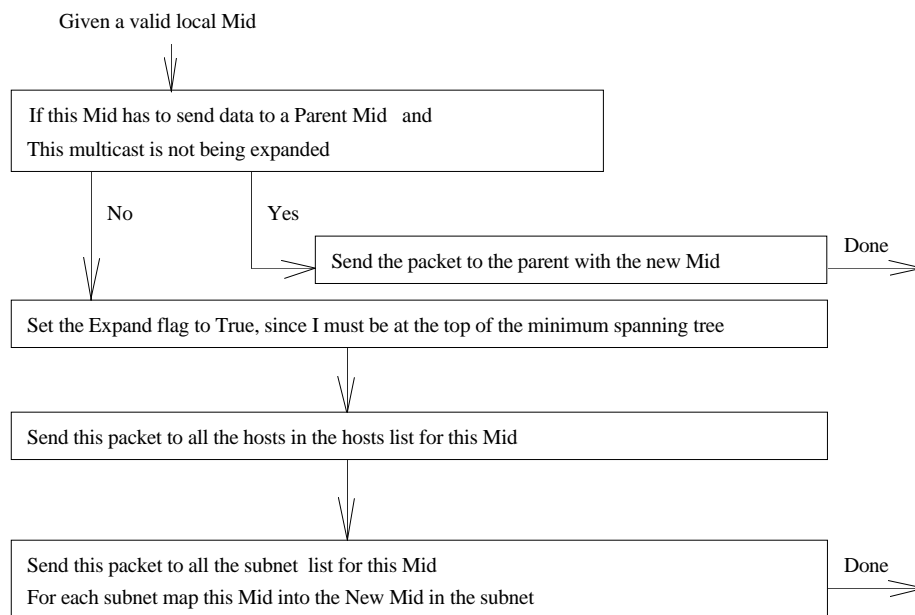 Given a valid local Mid
If this Mid has to send data to a Parent Mid and
This multicast is not being expanded
No
Yes
Done
Send the packet to the parent with the new Mid
Set the Expand flag to True, since I must be at the top of the minimum spanning tree
Send this packet to all the hosts in the hosts list for this Mid
Send this packet to all the subnet list for this Mid
For each subnet map this Mid into the New Mid in the subnet
Done